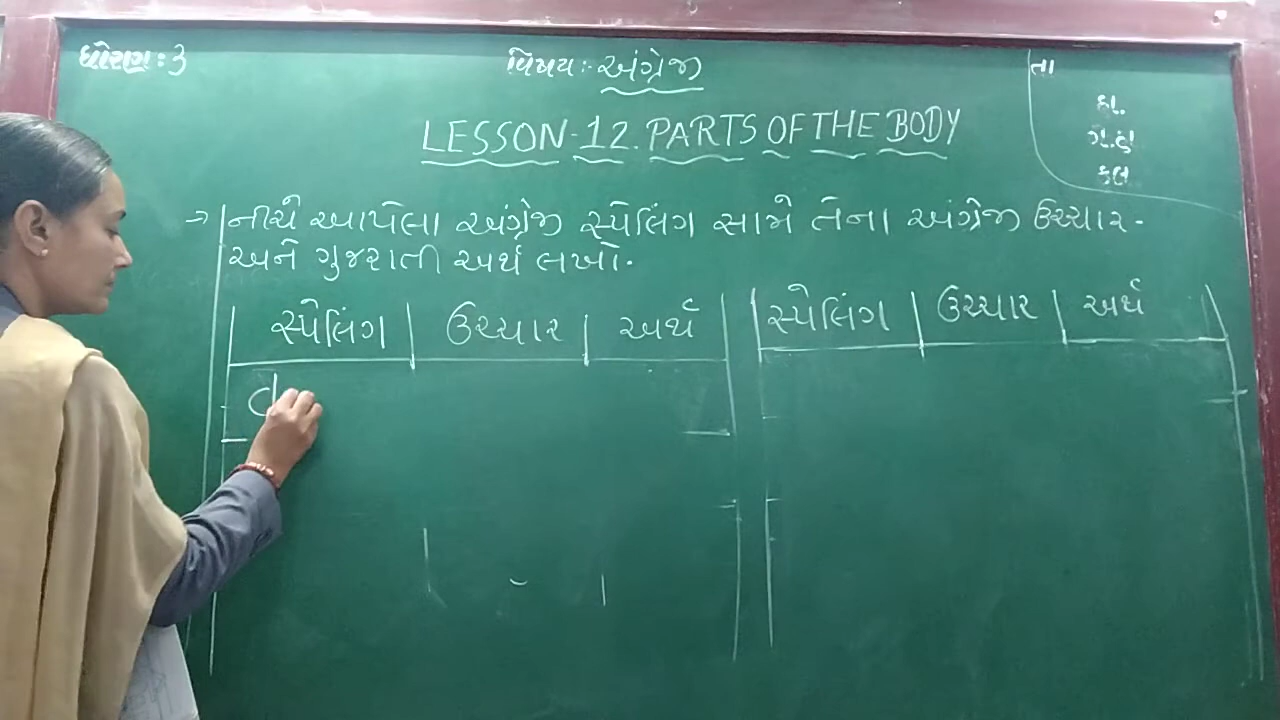 ધોરણ : 3
વિષય :- અંગ્રેજી
તા
LESSON-12. PARTS OF THE BODY
→ નીચે આપેલા અંગ્રેજી સ્પેલિંગ સામે તેના અંગ્રેજી ઉચ્ચાર-
અને ગુજરાતી અર્થ લખો.
સ્પેલિંગ ઉચ્ચાર અર્થ સ્પેલિંગ ઉચ્ચાર અર્થ